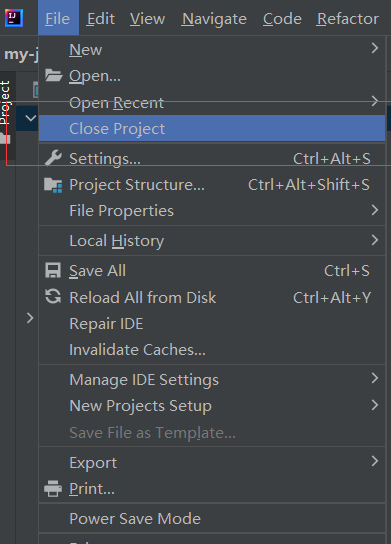 File Edit View Navigate Code Refactor
my-j
Project
New
Open...
Open Recent
Close Project
Settings... Ctrl+Alt+S
Project Structure... Ctrl+Alt+Shift+S
File Properties
Local History
Save All Ctrl+S
Reload All from Disk Ctrl+Alt+Y
Repair IDE
Invalidate Caches...
Manage IDE Settings
New Projects Setup
Save File as Template...
Export
Print...
Power Save Mode